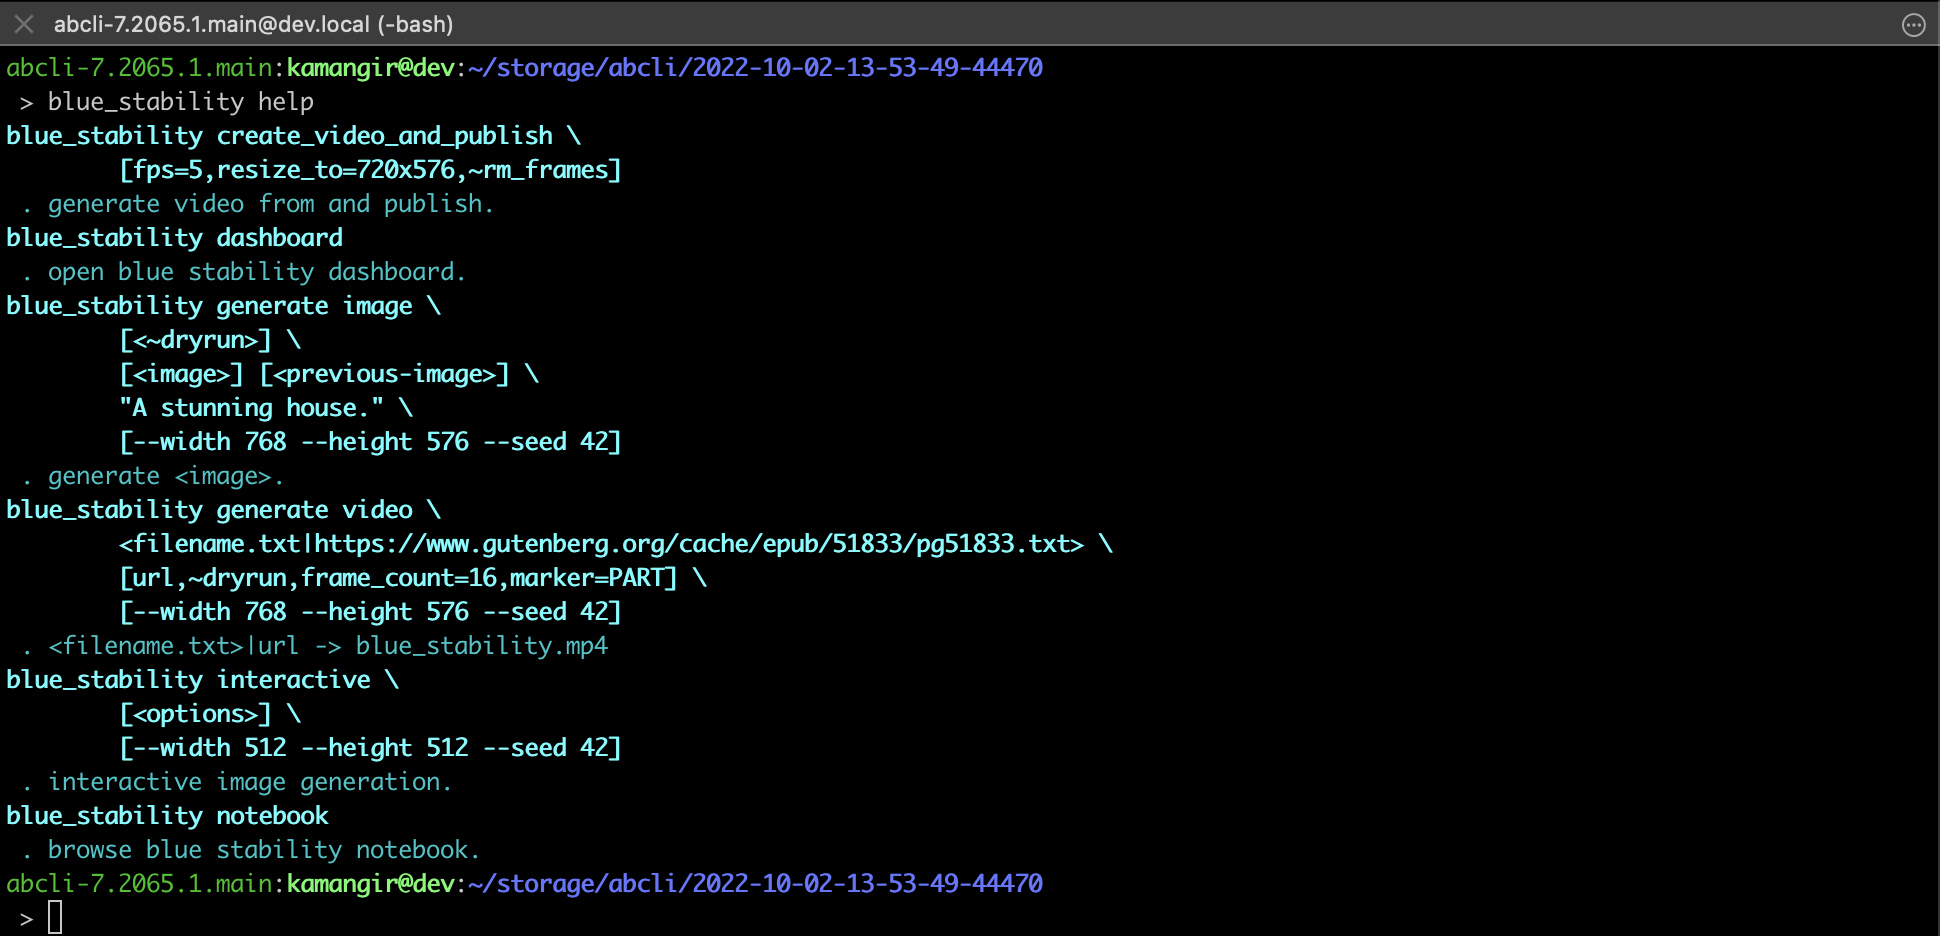 abcli-7.2065.1.main@dev.local (-bash)
abcli-7.2065.1.main:kamangir@dev:~/storage/abcli/2022-10-02-13-53-49-44470
 > blue_stability help
blue_stability create_video_and_publish \
        [fps=5,resize_to=720x576,~rm_frames]
 . generate video from and publish.
blue_stability dashboard
 . open blue stability dashboard.
blue_stability generate image \
        [<~dryrun>] \
        [<image>] [<previous-image>] \
        "A stunning house." \
        [--width 768 --height 576 --seed 42]
 . generate <image>.
blue_stability generate video \
        <filename.txt|https://www.gutenberg.org/cache/epub/51833/pg51833.txt> \
        [url,~dryrun,frame_count=16,marker=PART] \
        [--width 768 --height 576 --seed 42]
 . <filename.txt>|url -> blue_stability.mp4
blue_stability interactive \
        [<options>] \
        [--width 512 --height 512 --seed 42]
 . interactive image generation.
blue_stability notebook
 . browse blue stability notebook.
abcli-7.2065.1.main:kamangir@dev:~/storage/abcli/2022-10-02-13-53-49-44470
 >